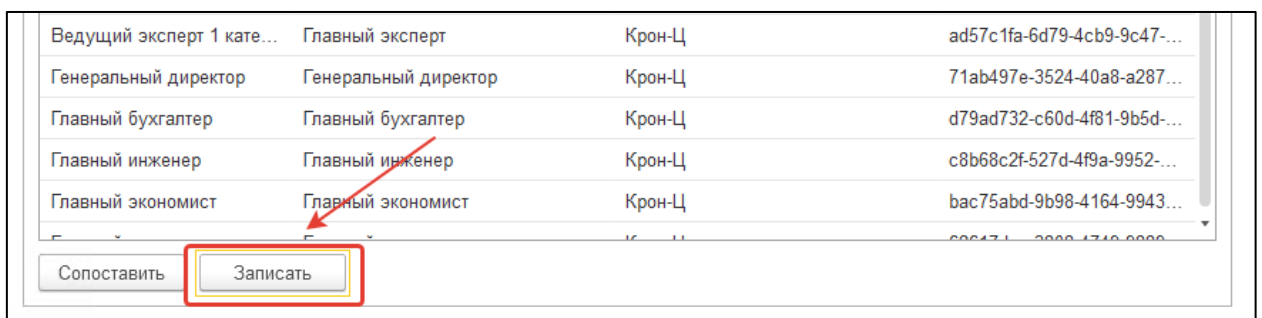 Ведущий эксперт 1 кате... Главный эксперт Крон-Ц ad57c1fa-6d79-4cb9-9c47-...
Генеральный директор Генеральный директор Крон-Ц 71ab497e-3524-40a8-a287...
Главный бухгалтер Главный бухгалтер Крон-Ц d79ad732-c60d-4f81-9b5d-...
Главный инженер Главный инженер Крон-Ц c8b68c2f-527d-4f9a-9952-...
Главный экономист Главный экономист Крон-Ц bac75abd-9b98-4164-9943...
Сопоставить Записать